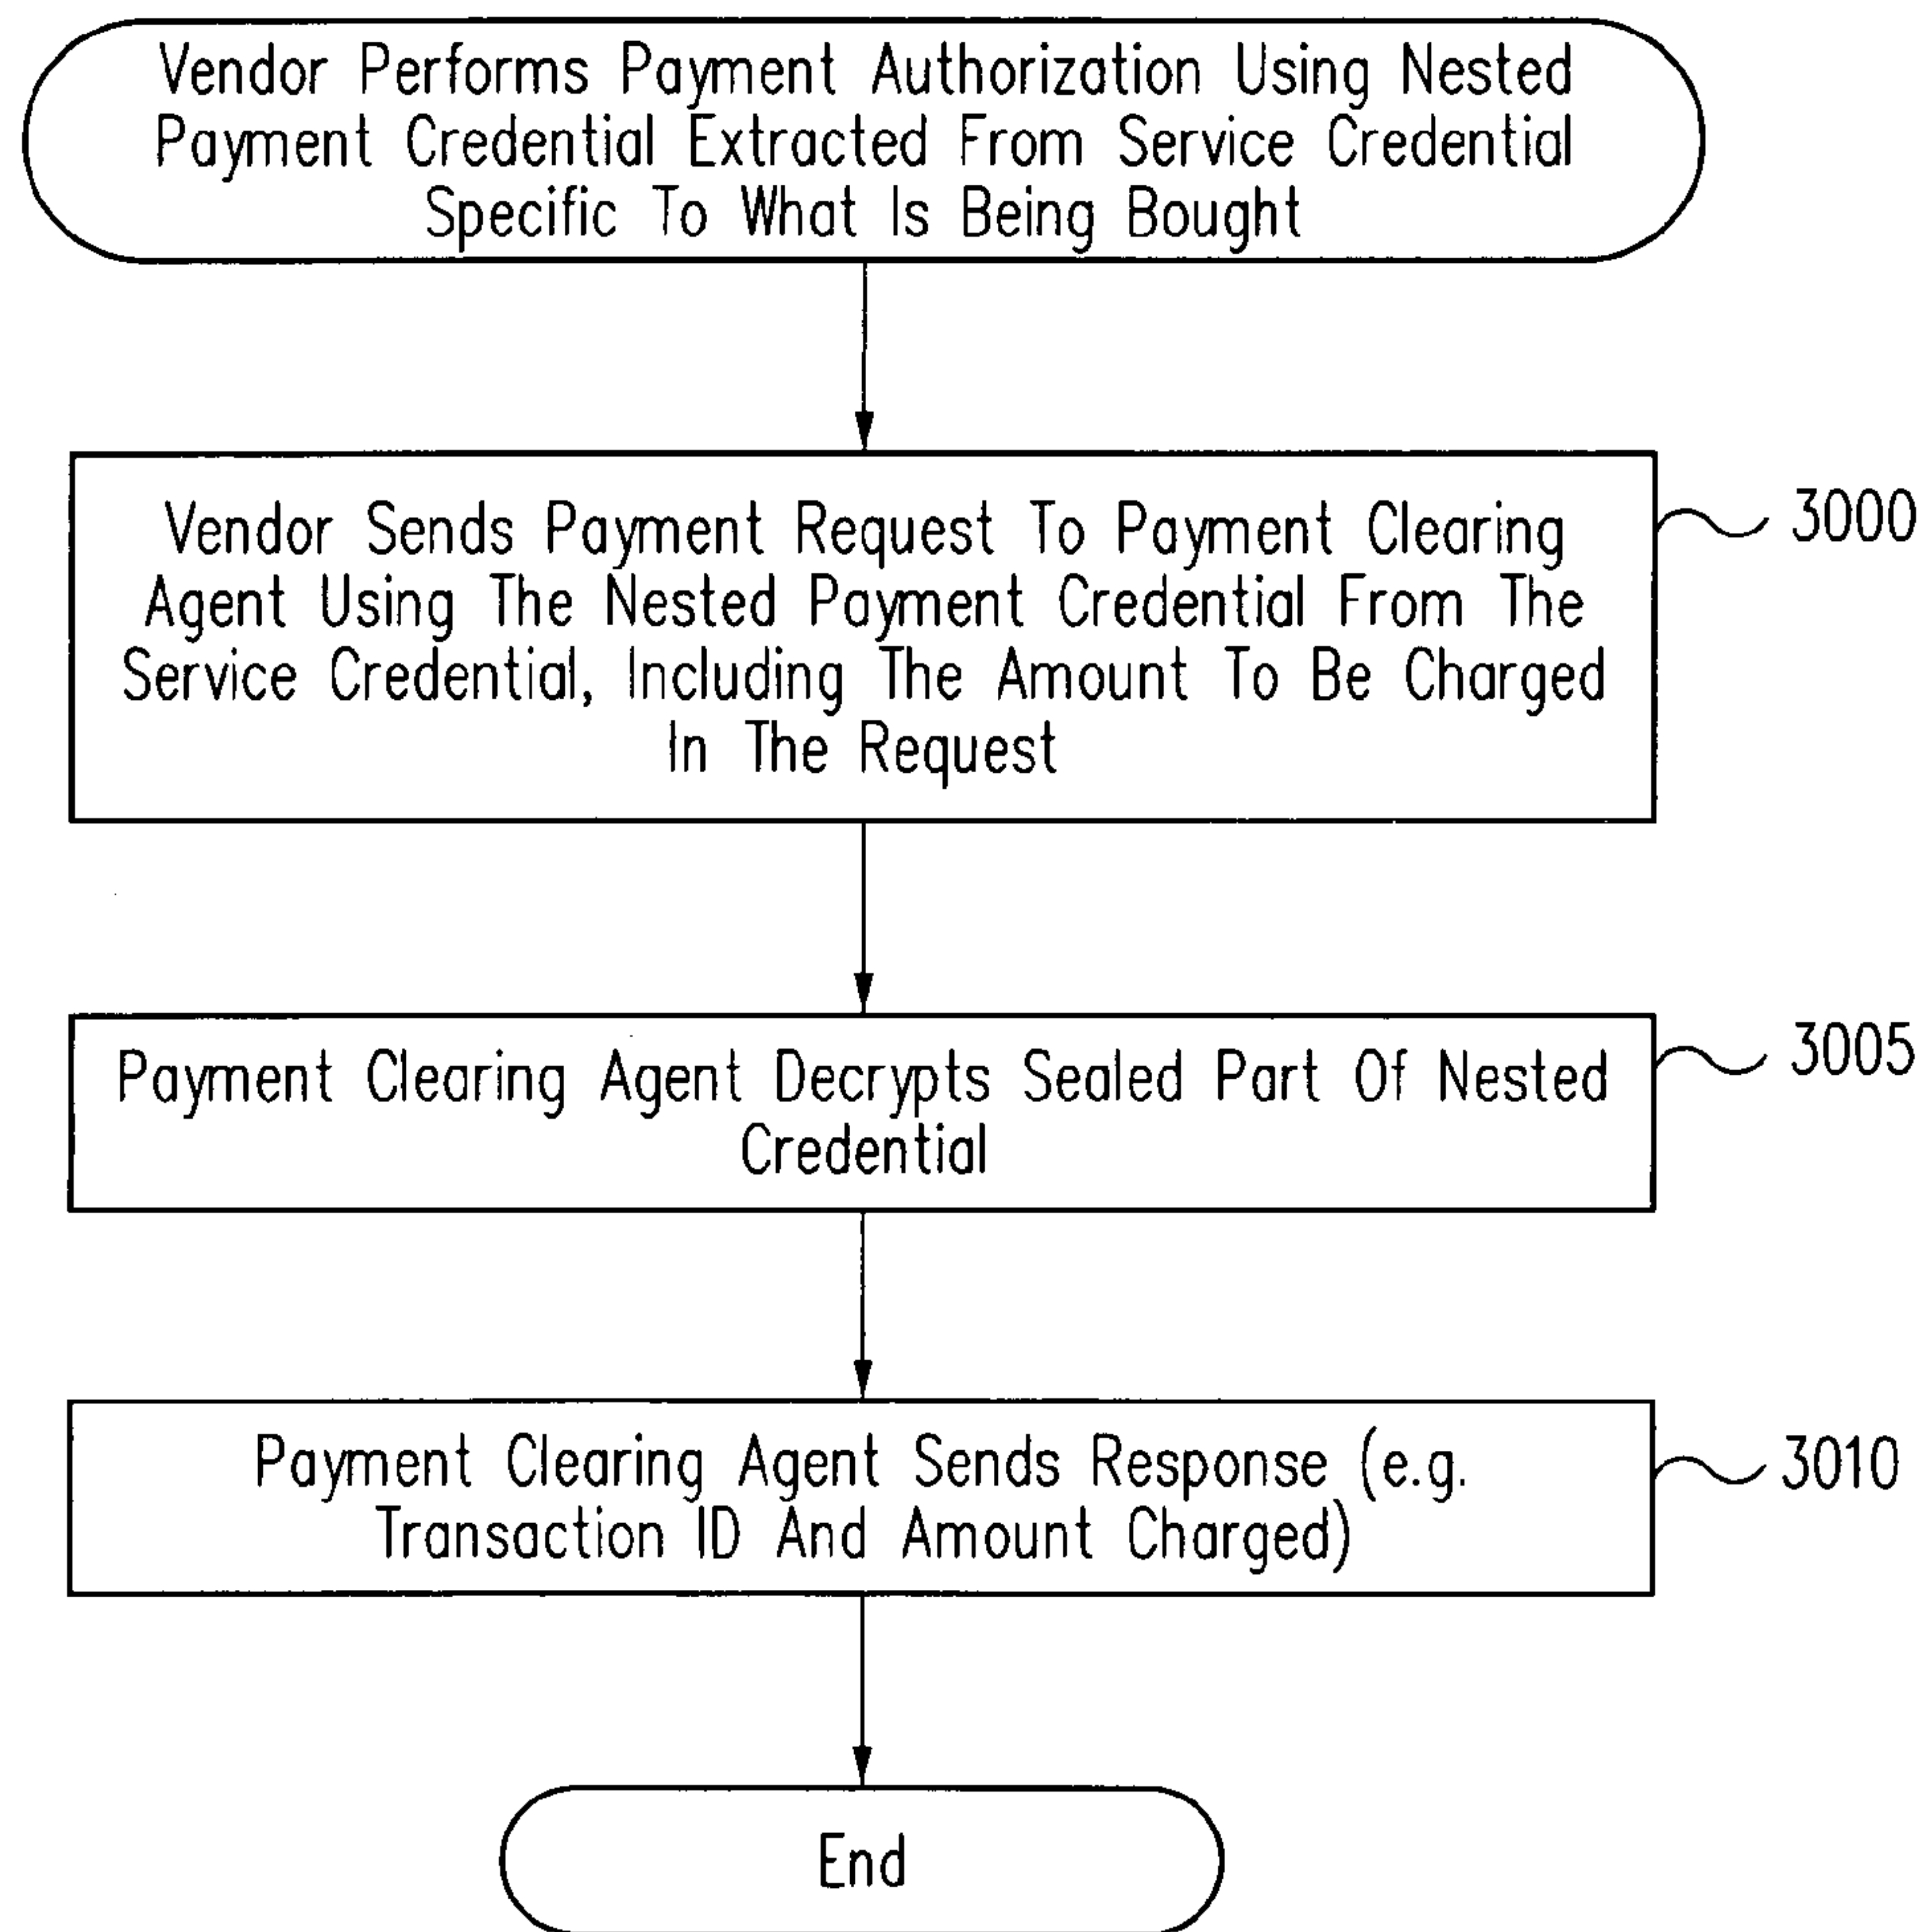 Vendor Performs Payment Authorization Using Nested
Payment Credential Extracted From Service Credential
Specific To What Is Being Bought
Vendor Sends Payment Request To Payment Clearing
Agent Using The Nested Payment Credential From The
Service Credential, Including The Amount To Be Charged
In The Request
3000
Payment Clearing Agent Decrypts Sealed Part Of Nested
Credential
3005
Payment Clearing Agent Sends Response (e.g.
Transaction ID And Amount Charged)
3010
End